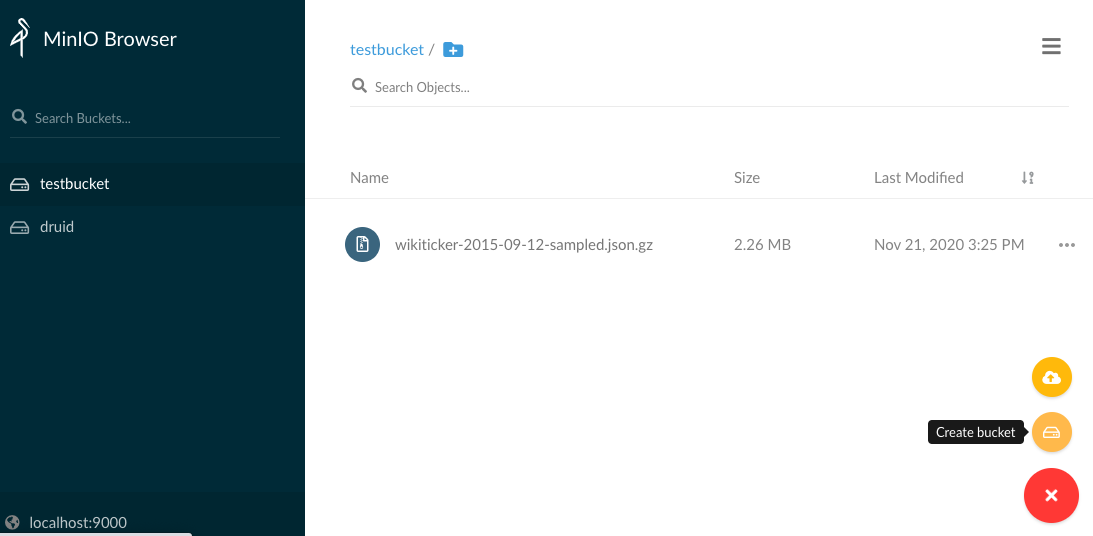 MinIO Browser
Search Buckets...
testbucket
druid
localhost:9000
testbucket /
Search Objects...
Name Size Last Modified
wikiticker-2015-09-12-sampled.json.gz 2.26 MB Nov 21, 2020 3:25 PM
Create bucket